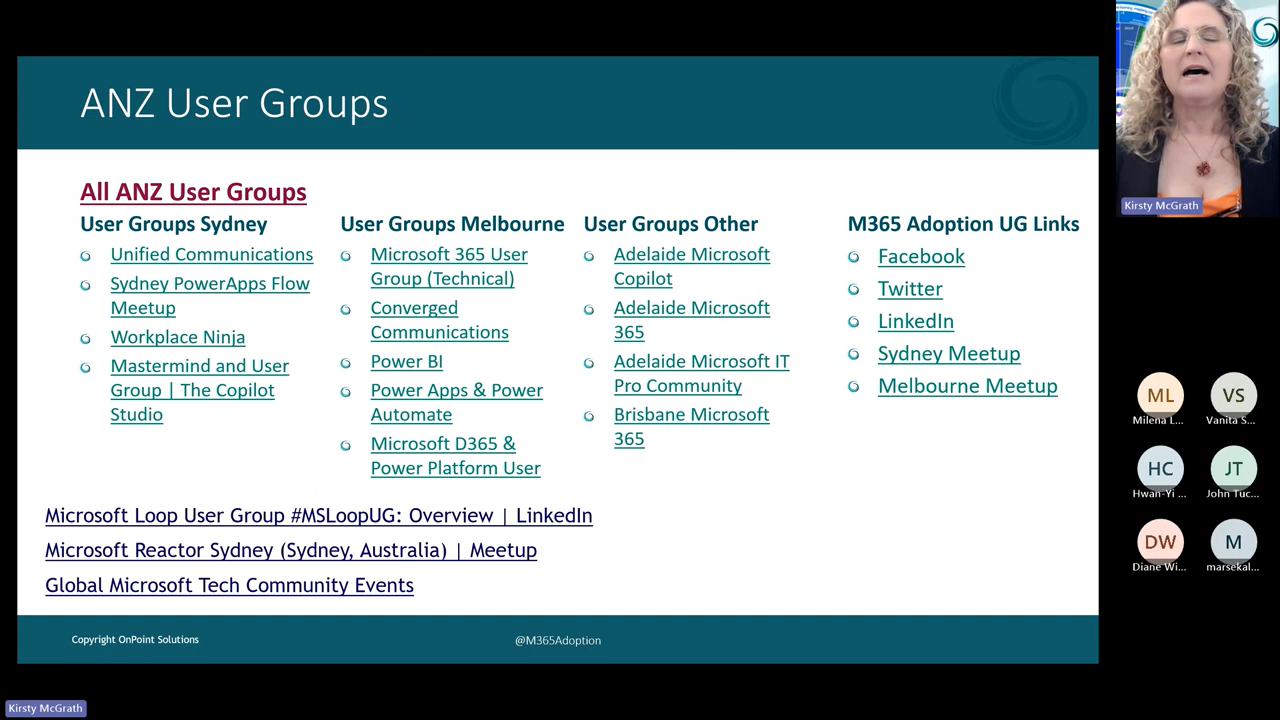 ANZ User Groups
All ANZ User Groups
User Groups Sydney
Unified Communications
Sydney PowerApps Flow
Meetup
Workplace Ninja
Mastermind and User
Group | The Copilot
Studio
User Groups Melbourne
Microsoft 365 User
Group (Technical)
Converged
Communications
Power BI
Power Apps & Power
Automate
Microsoft D365 &
Power Platform User
User Groups Other
Adelaide Microsoft
Copilot
Adelaide Microsoft
365
Adelaide Microsoft IT
Pro Community
Brisbane Microsoft
365
M365 Adoption UG Links
Facebook
Twitter
LinkedIn
Sydney Meetup
Melbourne Meetup
Microsoft Loop User Group #MSLoopUG: Overview | LinkedIn
Microsoft Reactor Sydney (Sydney, Australia) | Meetup
Global Microsoft Tech Community Events
Copyright OnPoint Solutions
@M365Adoption
Kirsty McGrath
Kirsty McGrath
ML
Milena L...
VS
Vanita S...
HC
Hwan-Yi ...
JT
John Tuc...
DW
Diane Wi...
M
marsekal...